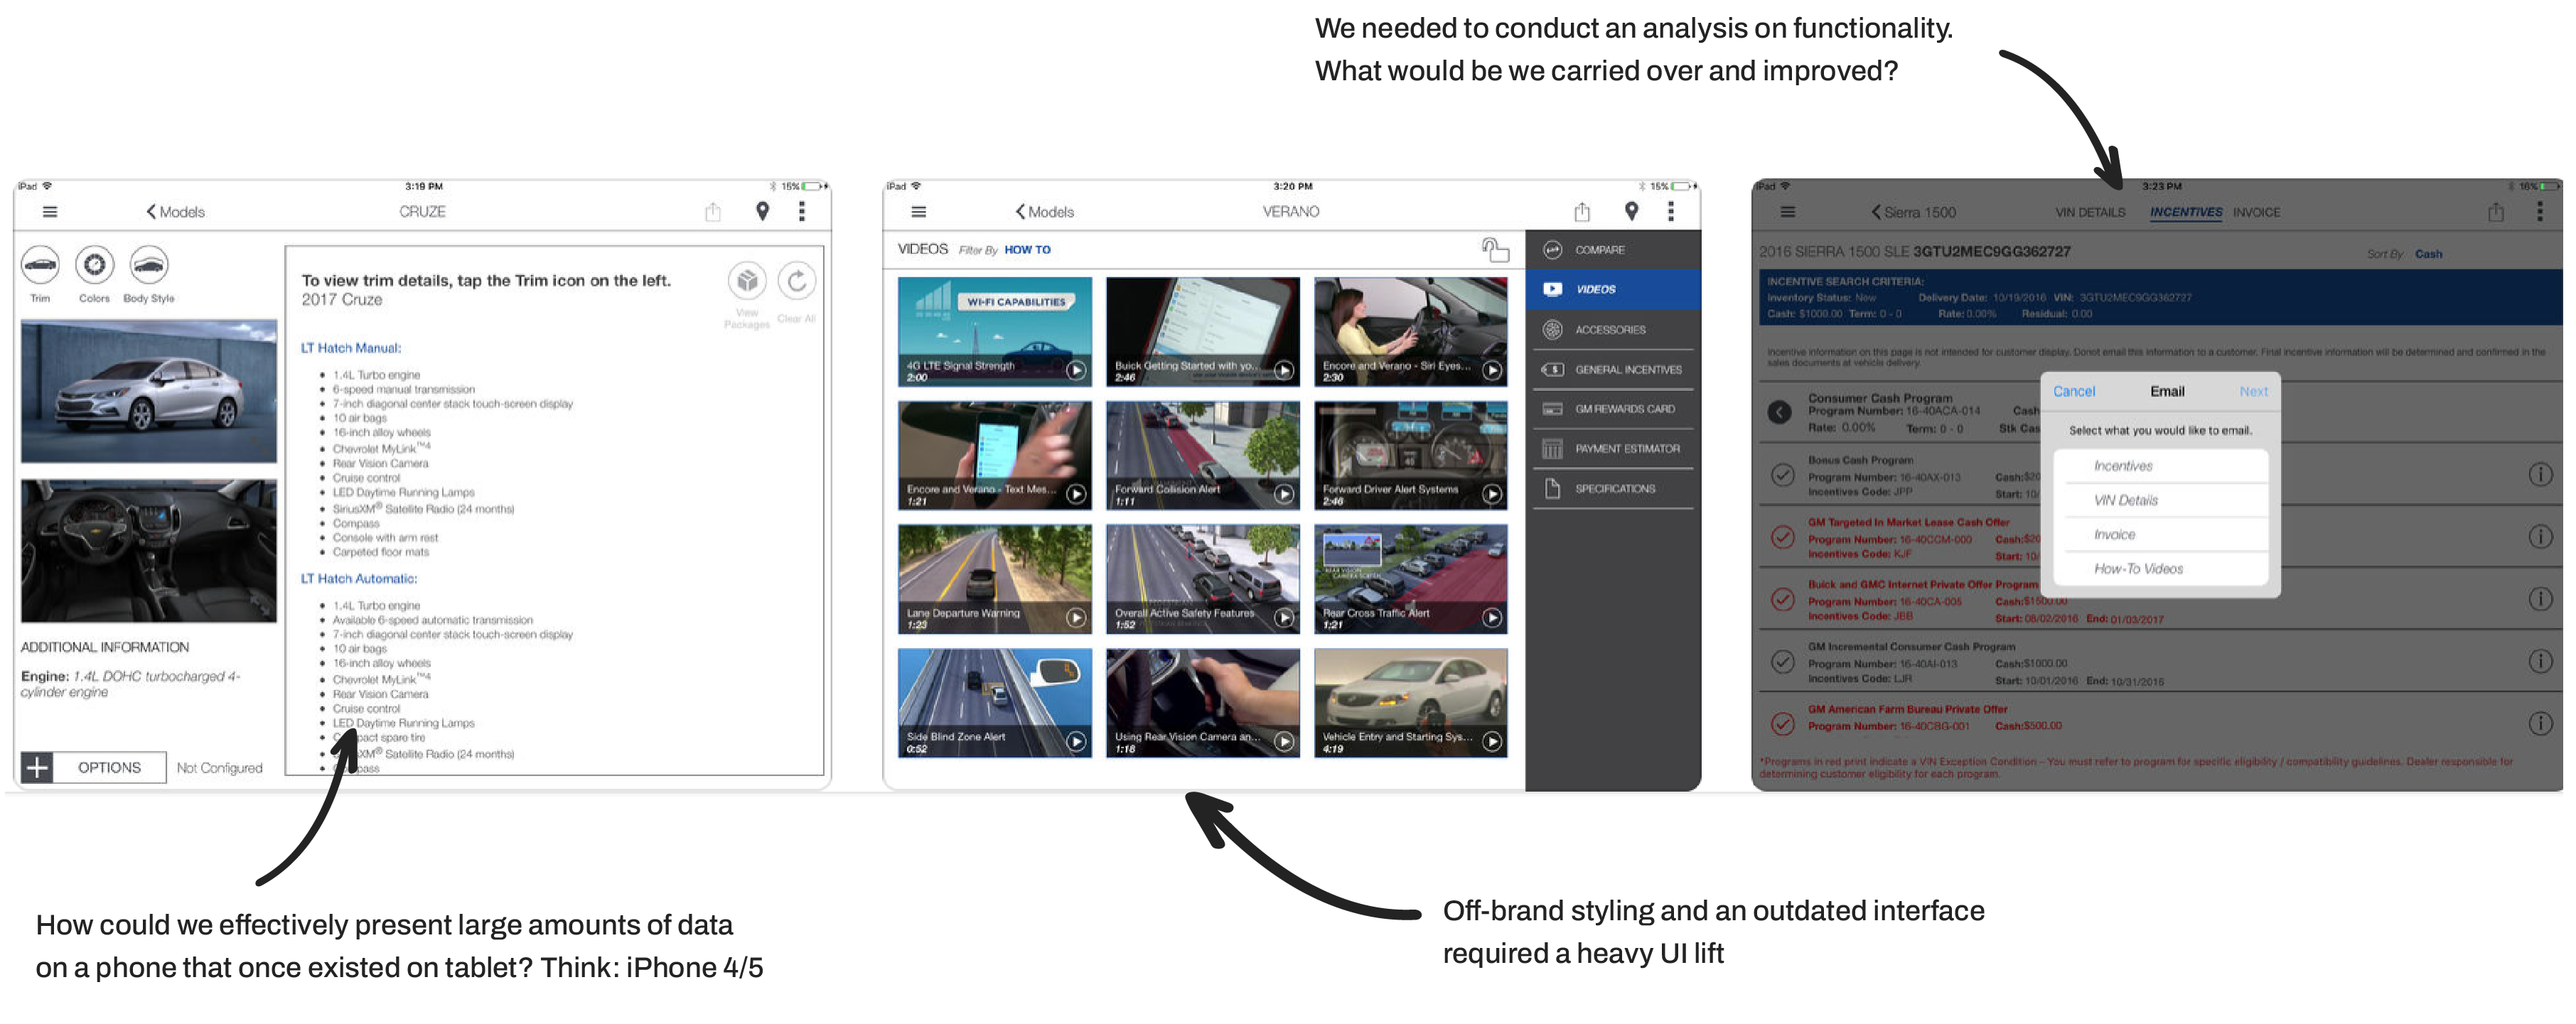 We needed to conduct an analysis on functionality.
What would be we carried over and improved?
iPad
3:19 PM
15%
Models
CRUZE
Trim
Colors
Body Style
To view trim details, tap the Trim icon on the left.
2017 Cruze
View
Packages
Clear All
LT Hatch Manual:
1.4L Turbo engine
6-speed manual transmission
7-inch diagonal center stack touch-screen display
10 air bags
16-inch alloy wheels
Chevrolet MyLink™4
Rear Vision Camera
Cruise control
LED Daytime Running Lamps
SiriusXM® Satellite Radio (24 months)
Compass
Console with arm rest
Carpeted floor mats
LT Hatch Automatic:
1.4L Turbo engine
Available 6-speed automatic transmission
7-inch diagonal center stack touch-screen display
10 air bags
16-inch alloy wheels
Chevrolet MyLink™4
Rear Vision Camera
Cruise control
LED Daytime Running Lamps
pact spare tire
XM® Satellite Radio (24 months)
pass
ADDITIONAL INFORMATION
Engine: 1.4L DOHC turbocharged 4-
cylinder engine
OPTIONS
Not Configured
iPad
3:20 PM
15%
Models
VERANO
VIDEOS Filter By HOW TO
WI-FI CAPABILITIES
4G LTE Signal Strength
2:00
Buick Getting Started with yo...
2:46
Encore and Verano - Siri Eyes...
2:30
Encore and Verano - Text Mes...
1:21
Forward Collision Alert
1:11
Forward Driver Alert Systems
2:46
Lane Departure Warning
1:23
Overall Active Safety Features
1:52
REAR VISION
CAMERA SCREEN
Rear Cross Traffic Alert
1:21
Side Blind Zone Alert
0:52
Using Rear Vision Camera an...
1:18
Vehicle Entry and Starting Sys...
4:19
COMPARE
VIDEOS
ACCESSORIES
GENERAL INCENTIVES
GM REWARDS CARD
PAYMENT ESTIMATOR
SPECIFICATIONS
iPad
3:23 PM
16%
Sierra 1500
VIN DETAILS
INCENTIVES
INVOICE
2016 SIERRA 1500 SLE 3GTU2MEC9GG362727
Sort By Cash
INCENTIVE SEARCH CRITERIA:
Inventory Status: New Delivery Date: 10/19/2016 VIN: 3GTU2MEC9GG362727
Cash: $1000.00 Term: 0 - 0 Rate: 0.00% Residual: 0.00
Incentive information on this page is not intended for customer display. Donot email this information to a customer. Final incentive information will be determined and confirmed in the
sales documents at vehicle delivery.
Consumer Cash Program
Program Number: 16-40ACA-014 Cash
Rate: 0.00% Term: 0 - 0 Stk Cas
Bonus Cash Program
Program Number: 16-40AX-013 Cash:$20
Incentives Code: JPP Start: 10/
GM Targeted In Market Lease Cash Offer
Program Number: 16-40CCM-000 Cash:$20
Incentives Code: KJF Start: 10/
Buick and GMC Internet Private Offer Program
Program Number: 16-40CA-005 Cash:$1500.00
Incentives Code: JBB Start: 08/02/2016 End: 01/03/2017
GM Incremental Consumer Cash Program
Program Number: 16-40AI-013 Cash:$1000.00
Incentives Code: LJR Start: 10/01/2016 End: 10/31/2016
GM American Farm Bureau Private Offer
Program Number: 16-40CBG-001 Cash:$500.00
*Programs in red print indicate a VIN Exception Condition – You must refer to program for specific eligibility / compatibility guidelines. Dealer responsible for
determining customer eligibility for each program.
Cancel
Email
Next
Select what you would like to email.
Incentives
VIN Details
Invoice
How-To Videos
How could we effectively present large amounts of data
on a phone that once existed on tablet? Think: iPhone 4/5
Off-brand styling and an outdated interface
required a heavy UI lift